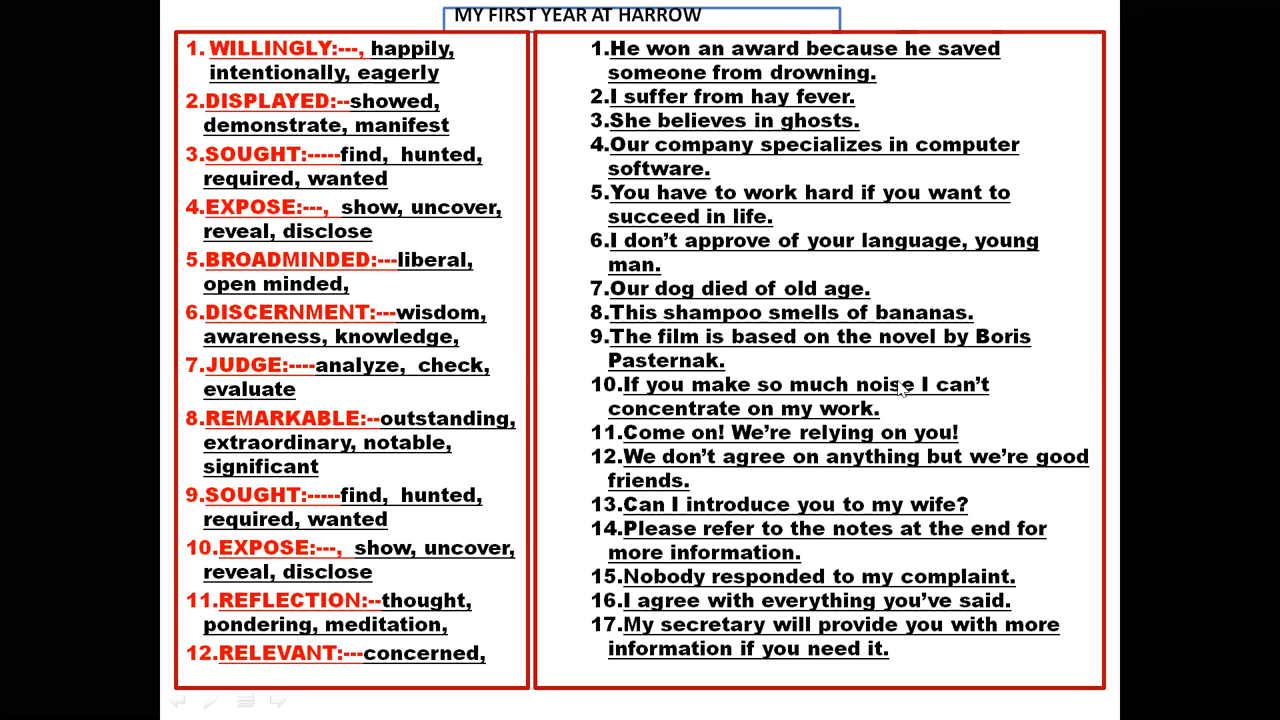 MY FIRST YEAR AT HARROW
1. WILLINGLY:---, happily,
intentionally, eagerly
2.DISPLAYED:--showed,
demonstrate, manifest
3.SOUGHT:-----find,  hunted,
required, wanted
4.EXPOSE:---,  show, uncover,
reveal, disclose
5.BROADMINDED:---liberal,
open minded,
6.DISCERNMENT:---wisdom,
awareness, knowledge,
7.JUDGE:----analyze,  check,
evaluate
8.REMARKABLE:--outstanding,
extraordinary, notable,
significant
9.SOUGHT:-----find,  hunted,
required, wanted
10.EXPOSE:---,  show, uncover,
reveal, disclose
11.REFLECTION:--thought,
pondering, meditation,
12.RELEVANT:---concerned,
1.He won an award because he saved
someone from drowning.
2.I suffer from hay fever.
3.She believes in ghosts.
4.Our company specializes in computer
software.
5.You have to work hard if you want to
succeed in life.
6.I don’t approve of your language, young
man.
7.Our dog died of old age.
8.This shampoo smells of bananas.
9.The film is based on the novel by Boris
Pasternak.
10.If you make so much noise I can’t
concentrate on my work.
11.Come on! We’re relying on you!
12.We don’t agree on anything but we’re good
friends.
13.Can I introduce you to my wife?
14.Please refer to the notes at the end for
more information.
15.Nobody responded to my complaint.
16.I agree with everything you’ve said.
17.My secretary will provide you with more
information if you need it.